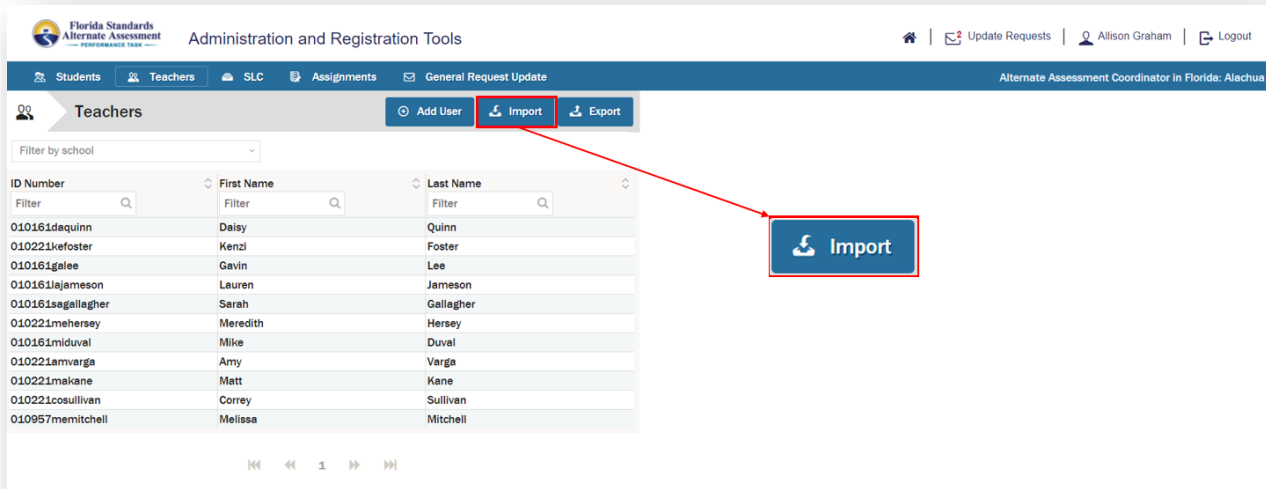 Florida Standards
Alternate Assessment
PERFORMANCE TASK
Administration and Registration Tools
2 Update Requests | Allison Graham | Logout
Students Teachers SLC Assignments General Request Update
Alternate Assessment Coordinator in Florida: Alachua
Teachers
Add User Import Export
Filter by school
ID Number First Name Last Name
Filter Filter Filter
010161daquinn Daisy Quinn
010221kefoster Kenzi Foster
010161galee Gavin Lee
010161lajameson Lauren Jameson
010161sagallagher Sarah Gallagher
010221mehersey Meredith Hersey
010161miduval Mike Duval
010221amvarga Amy Varga
010221makane Matt Kane
010221cosullivan Correy Sullivan
010957memitchell Melissa Mitchell
Import
1